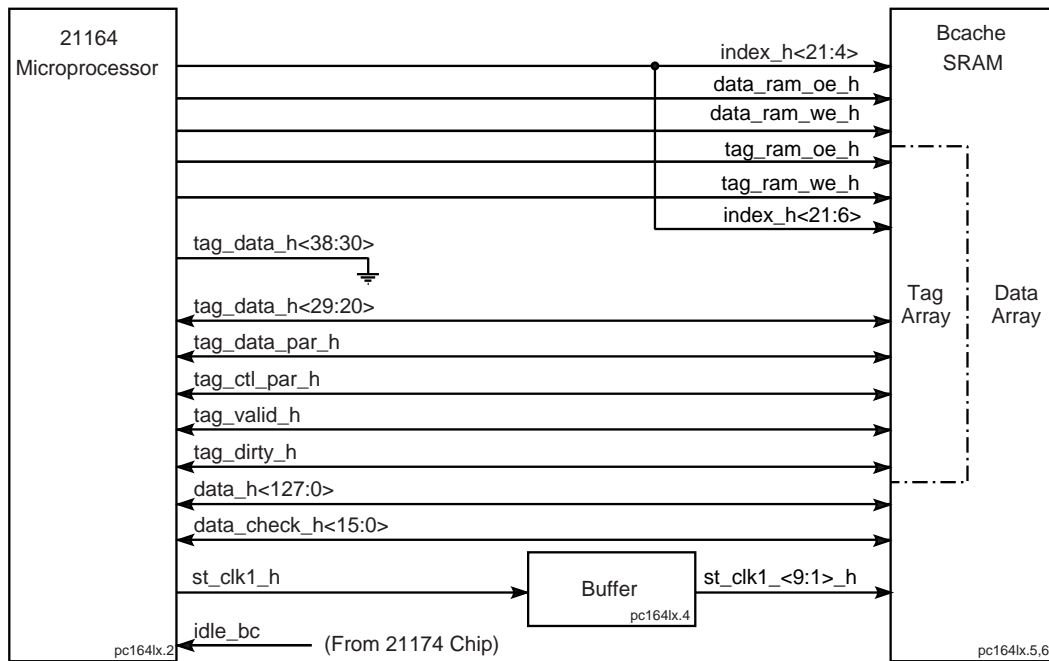 21164
Microprocessor
Bcache
SRAM
index_h<21:4>
data_ram_oe_h
data_ram_we_h
tag_ram_oe_h
tag_ram_we_h
index_h<21:6>
tag_data_h<38:30>
tag_data_h<29:20>
Tag
Array
Data
Array
tag_data_par_h
tag_ctl_par_h
tag_valid_h
tag_dirty_h
data_h<127:0>
data_check_h<15:0>
st_clk1_h
Buffer
pc164lx.4
st_clk1_<9:1>_h
idle_bc
(From 21174 Chip)
pc164lx.2
pc164lx.5,6